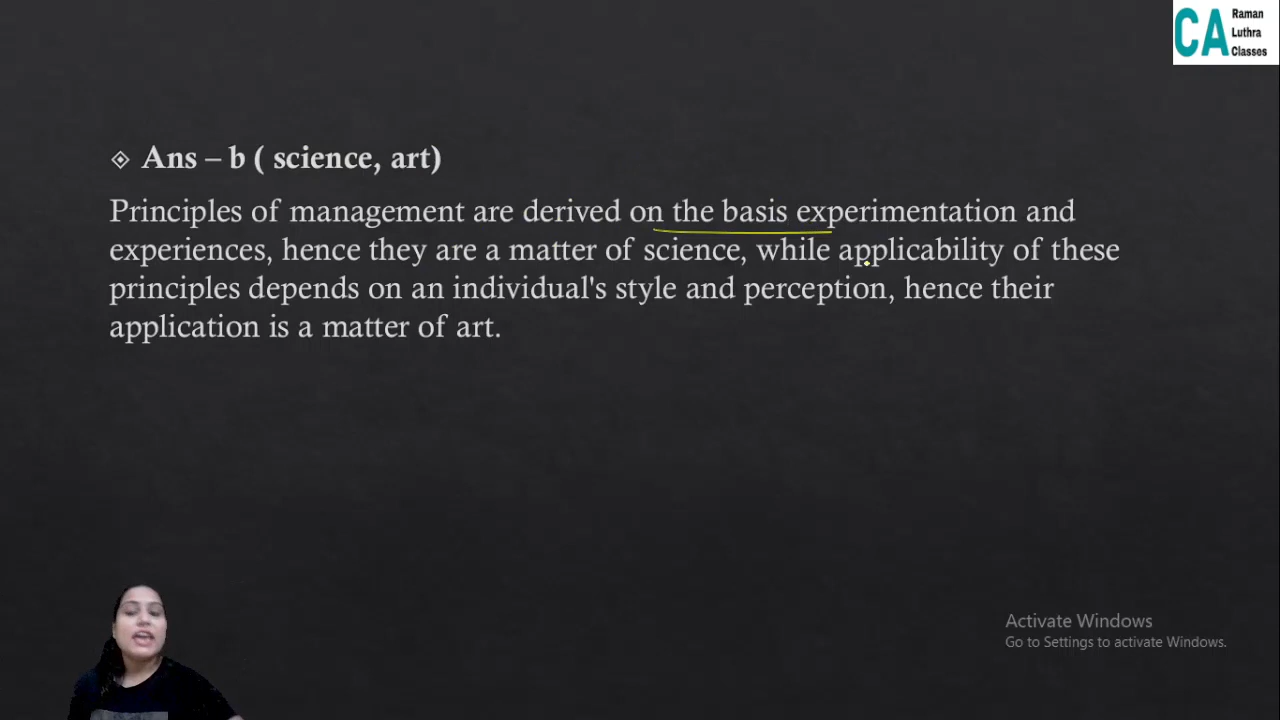 CA Raman
Luthra
Classes
Ans – b ( science, art)
Principles of management are derived on the basis experimentation and
experiences, hence they are a matter of science, while applicability of these
principles depends on an individual's style and perception, hence their
application is a matter of art.
Activate Windows
Go to Settings to activate Windows.